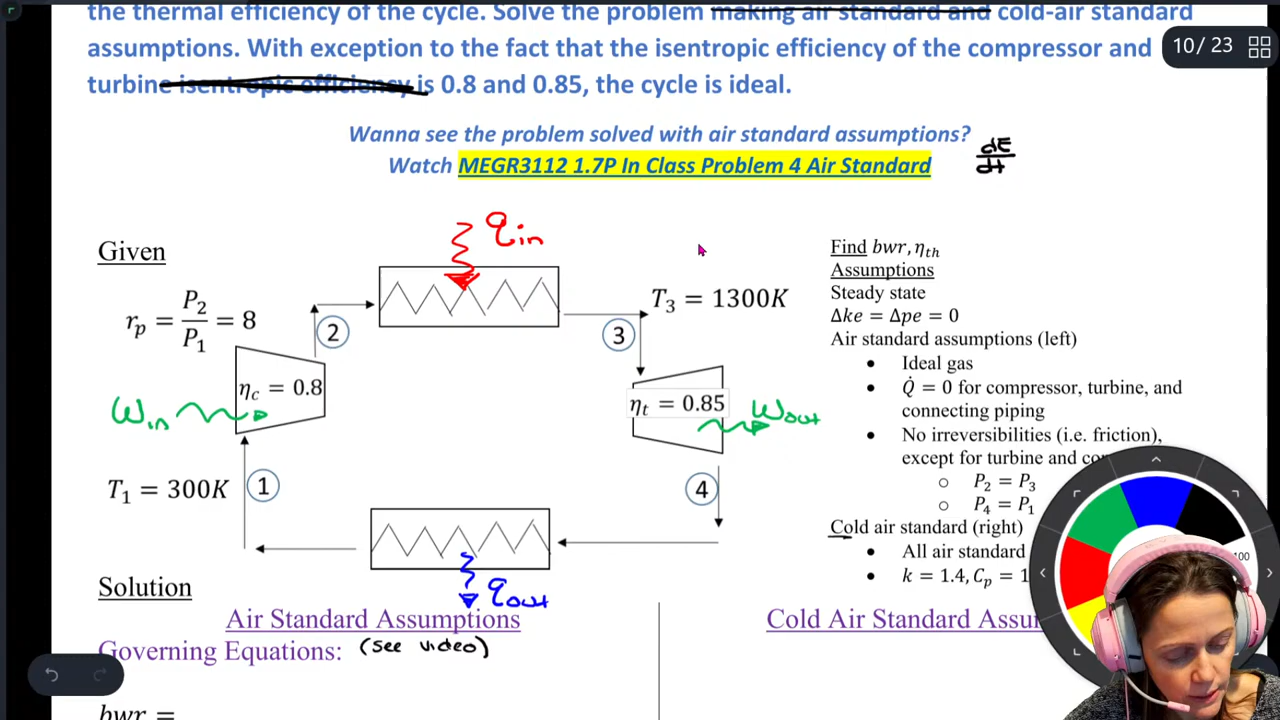 the thermal efficiency of the cycle. Solve the problem making air standard and cold-air standard
assumptions. With exception to the fact that the isentropic efficiency of the compressor and
turbine isentropic efficiency is 0.8 and 0.85, the cycle is ideal.
10/ 23
Wanna see the problem solved with air standard assumptions?
Watch MEGR3112 1.7P In Class Problem 4 Air Standard
dE
dt
Given
r_p = P_2 / P_1 = 8
q_in
T_3 = 1300K
2
3
η_c = 0.8
η_t = 0.85
W_in
W_out
T_1 = 300K
1
4
q_out
Find bwr, η_th
Assumptions
Steady state
Δke = Δpe = 0
Air standard assumptions (left)
• Ideal gas
• Q̇ = 0 for compressor, turbine, and
connecting piping
• No irreversibilities (i.e. friction),
except for turbine and
○ P_2 = P_3
○ P_4 = P_1
Cold air standard (right)
• All air standard
• k = 1.4, C_p = 1
100
Solution
Air Standard Assumptions
Cold Air Standard
Governing Equations: (see video)
bwr =